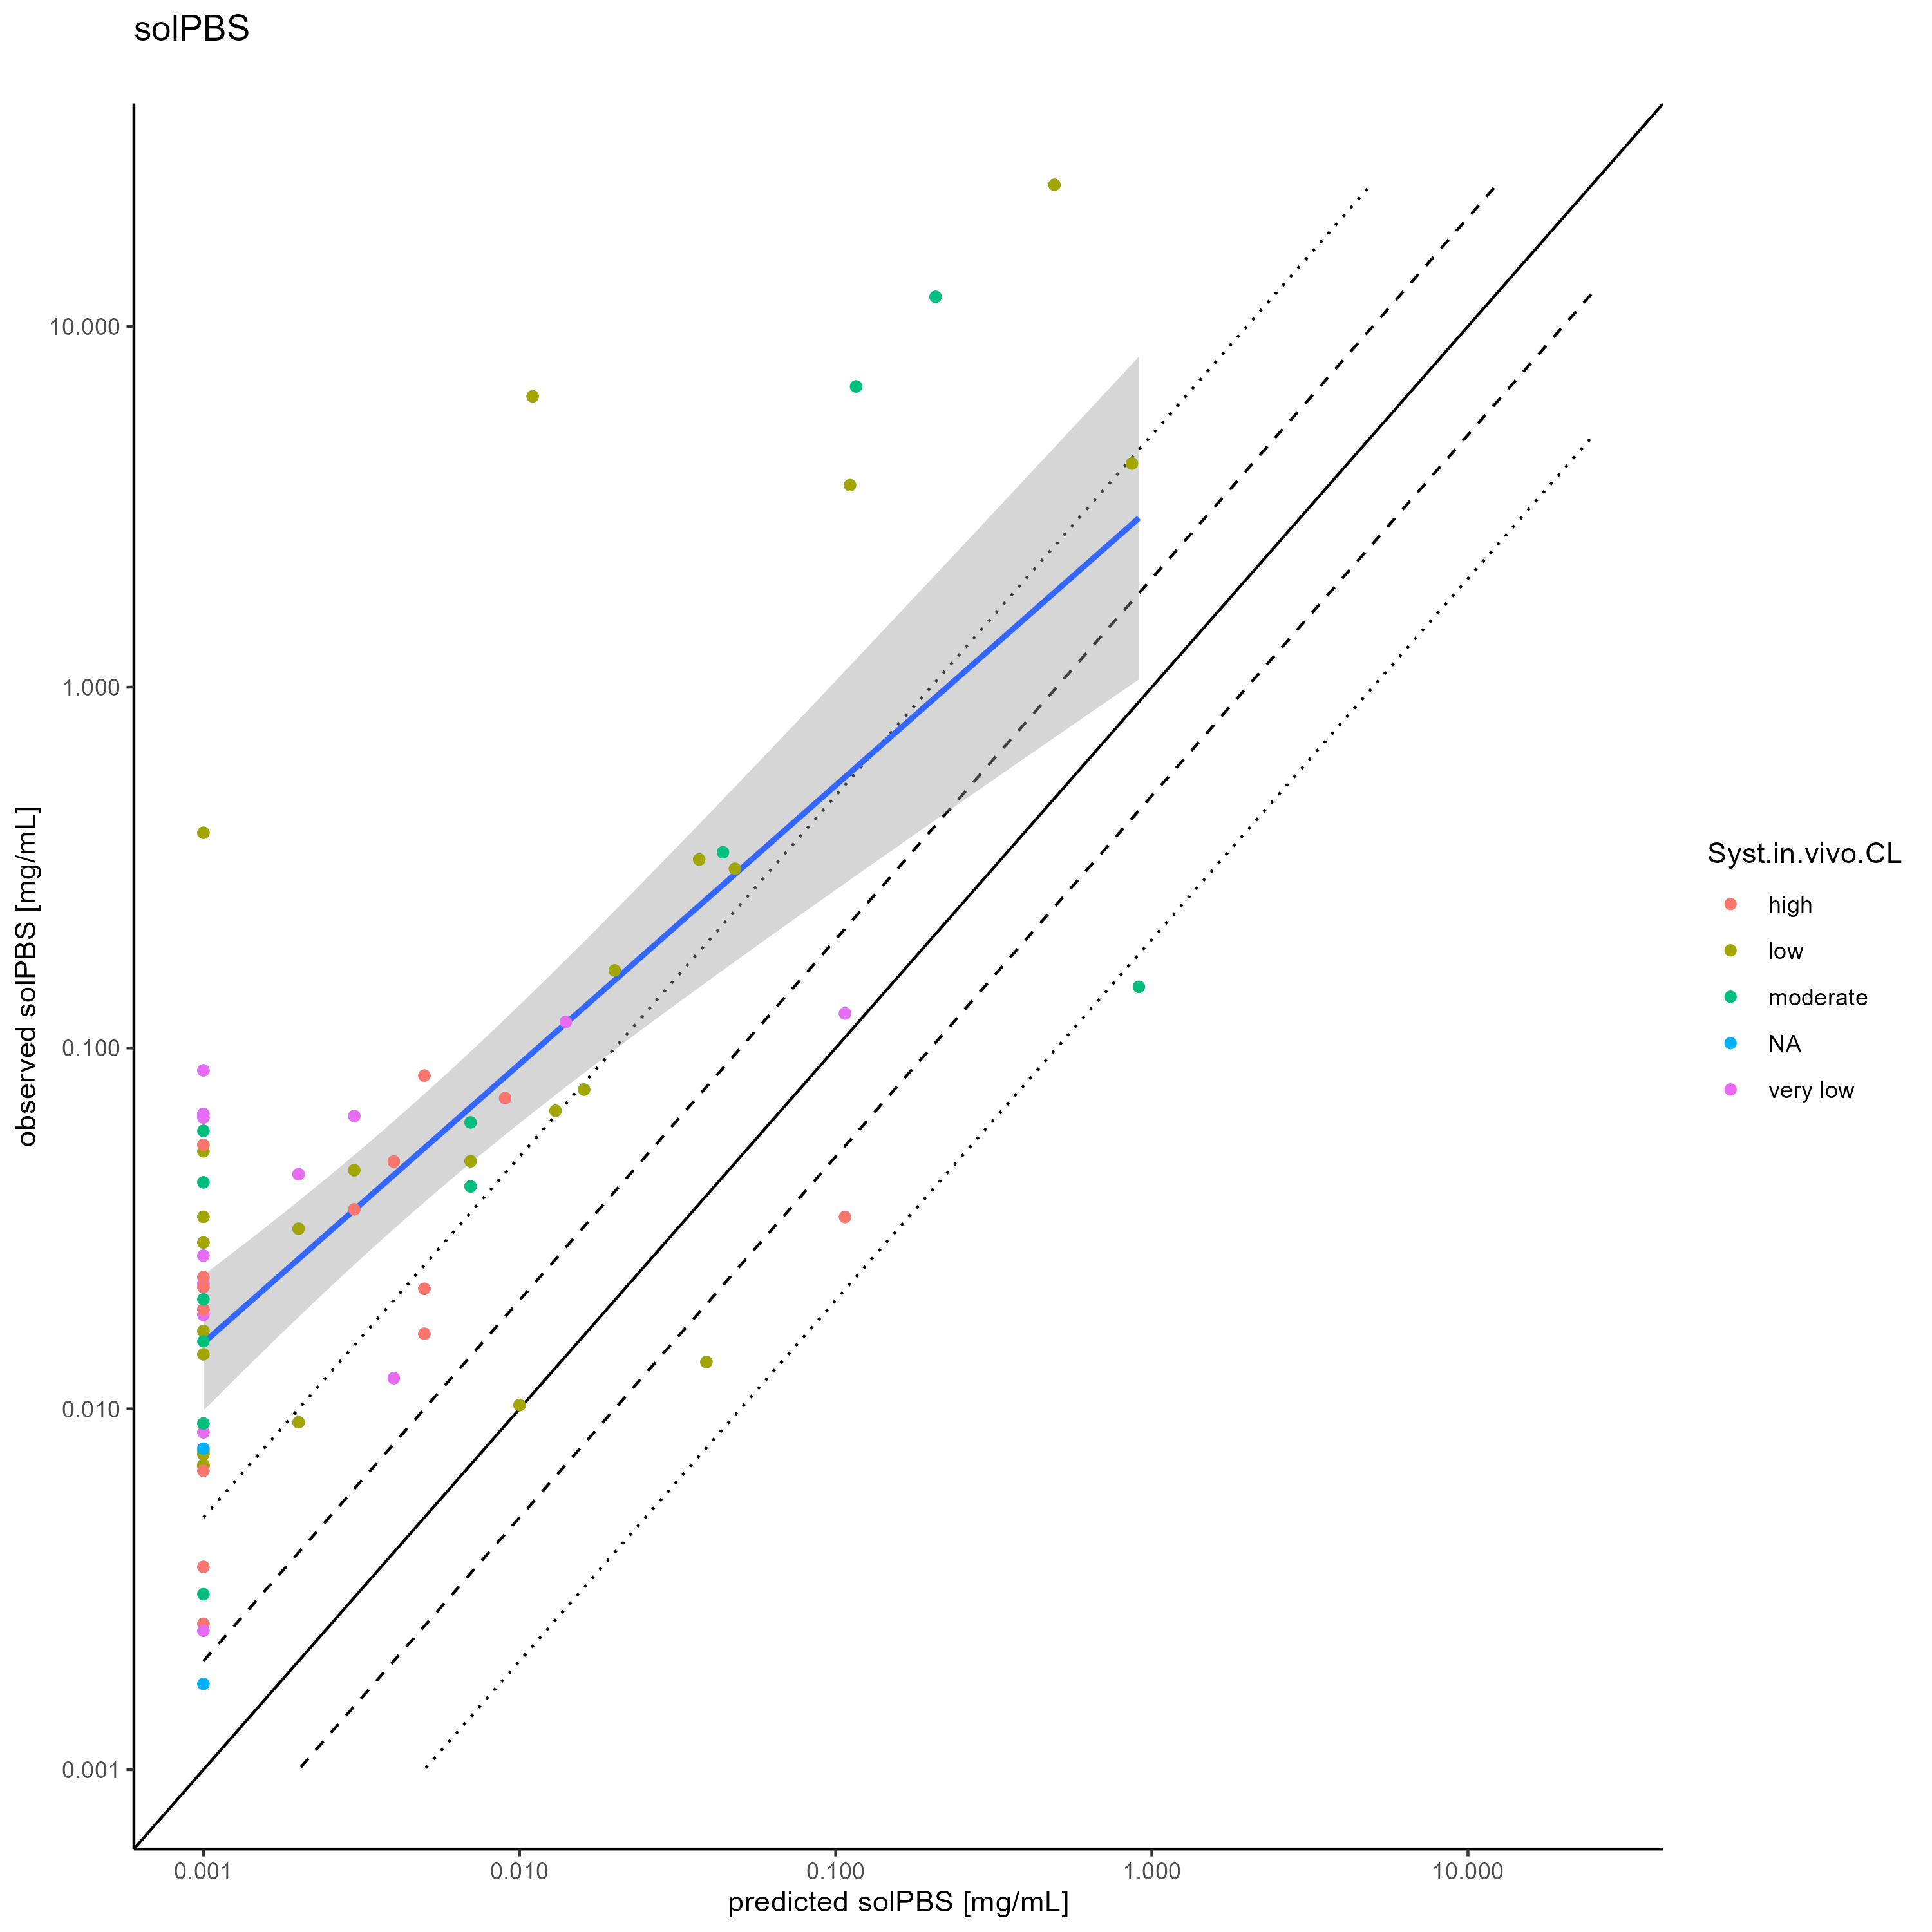 solPBS
observed solPBS [mg/mL]
10.000
1.000
0.100
0.010
0.001
0.001
0.010
0.100
1.000
10.000
predicted solPBS [mg/mL]
Syst.in.vivo.CL
high
low
moderate
NA
very low